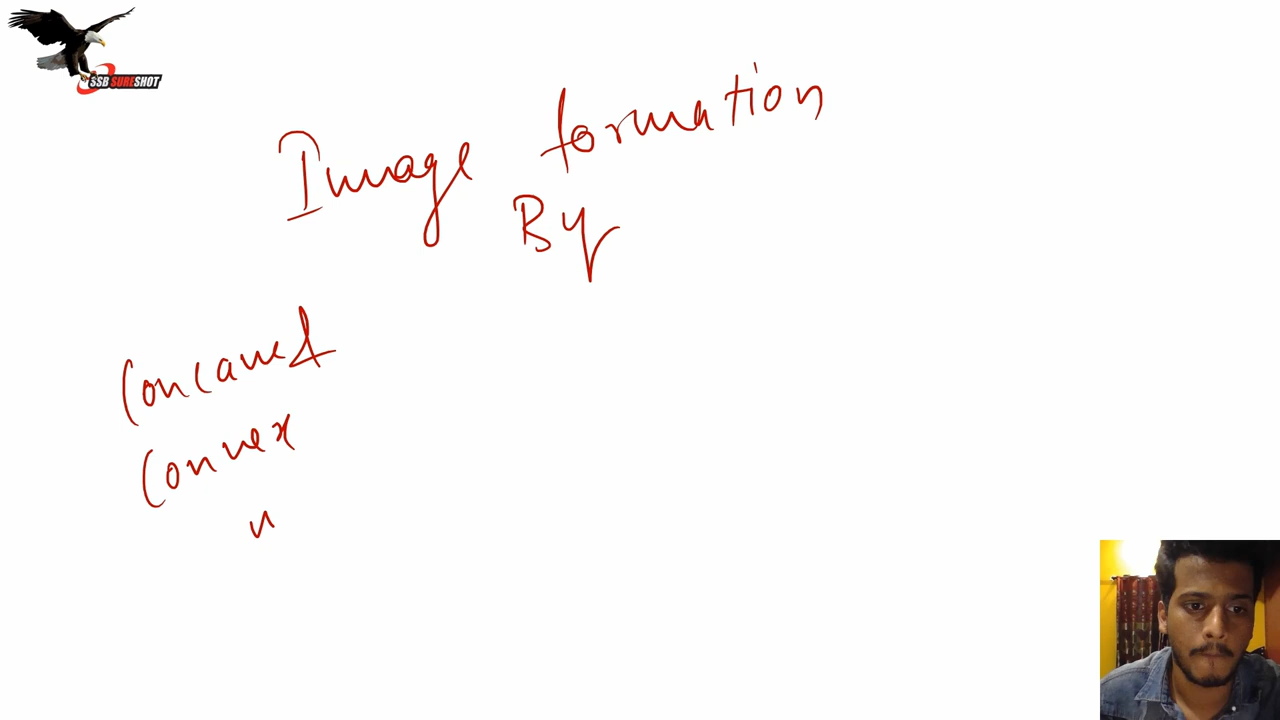 SSB SURESHOT
Image formation
By
Concave &
Convex